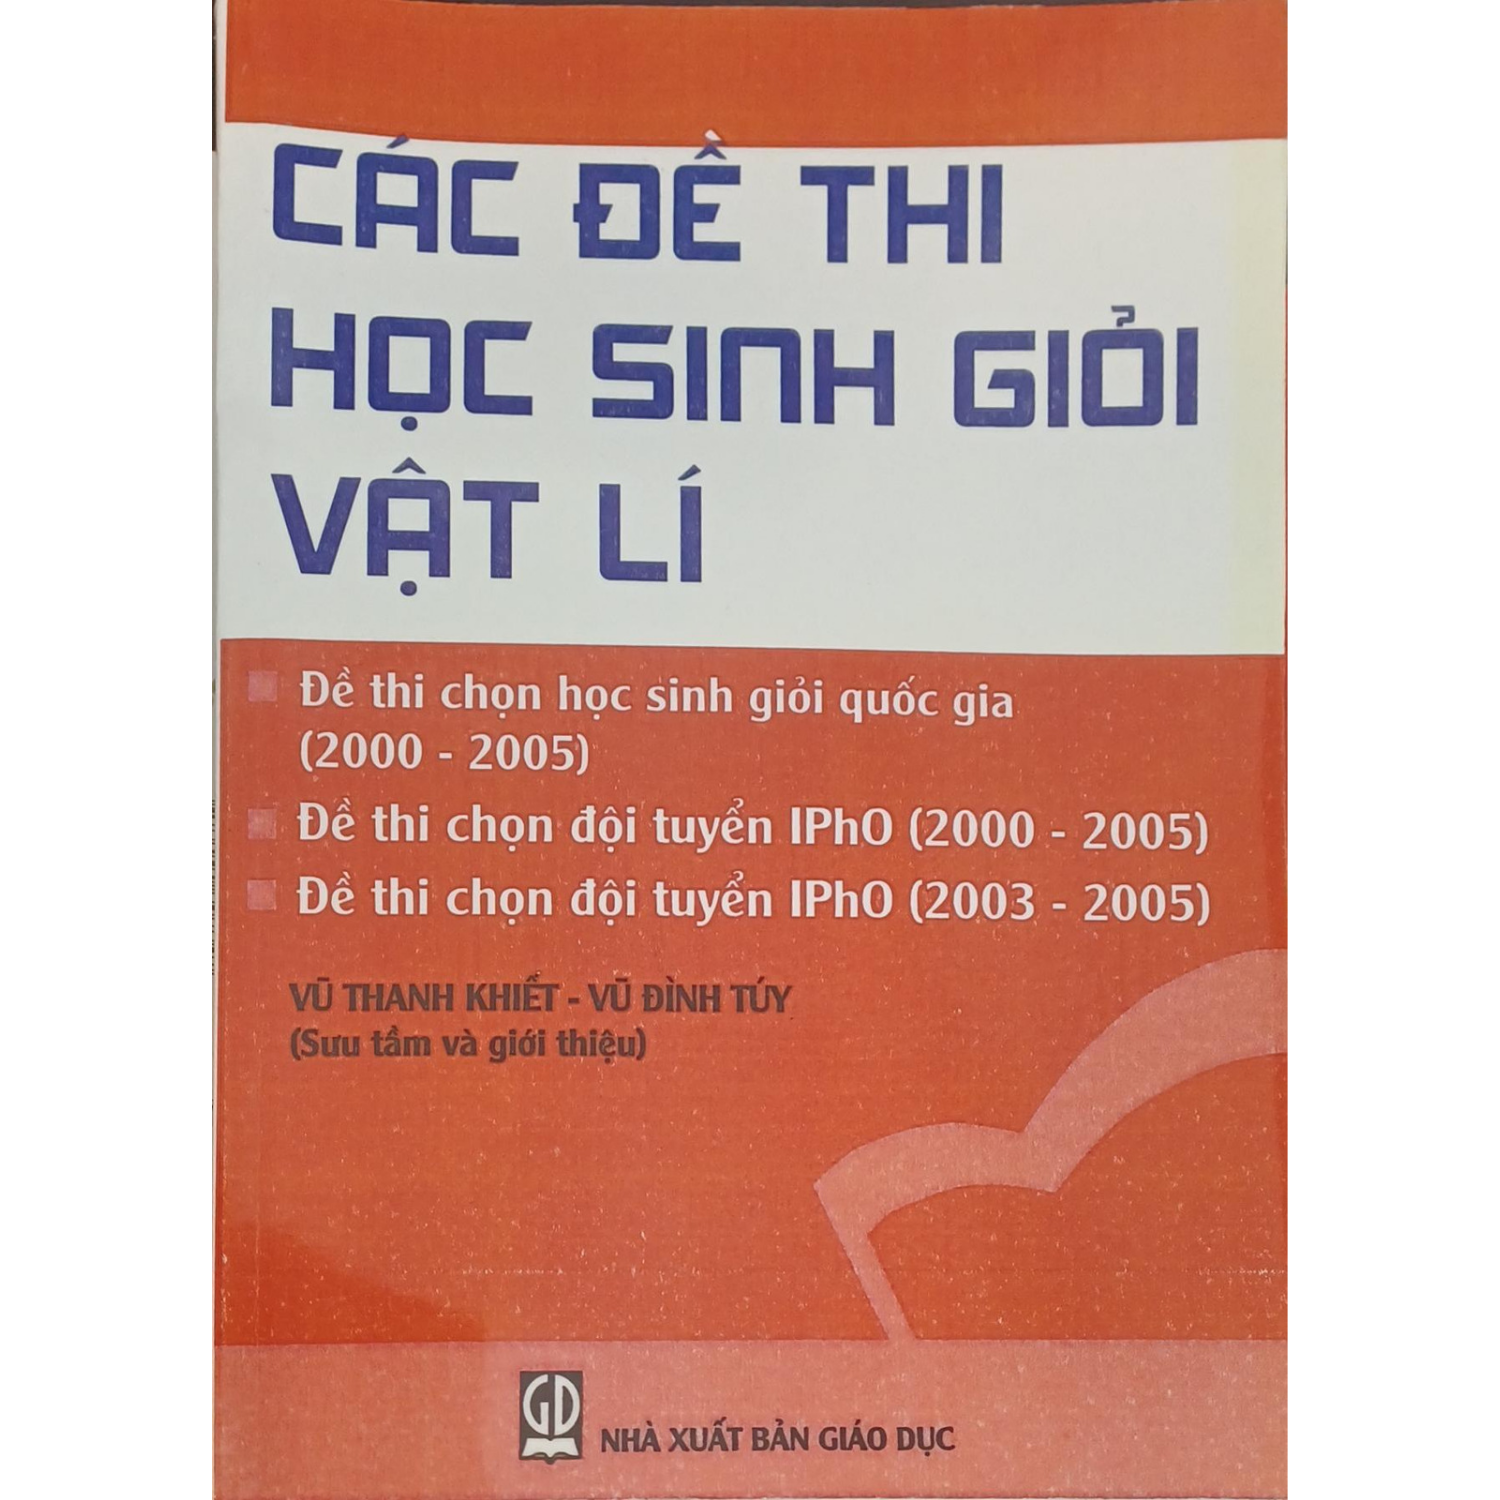 CÁC ĐỀ THI
HỌC SINH GIỎI
VẬT LÍ
Đề thi chọn học sinh giỏi quốc gia
(2000 - 2005)
Đề thi chọn đội tuyển IPhO (2000 - 2005)
Đề thi chọn đội tuyển IPhO (2003 - 2005)
VŨ THANH KHIẾT - VŨ ĐÌNH TÚY
(Sưu tầm và giới thiệu)
GD
NHÀ XUẤT BẢN GIÁO DỤC